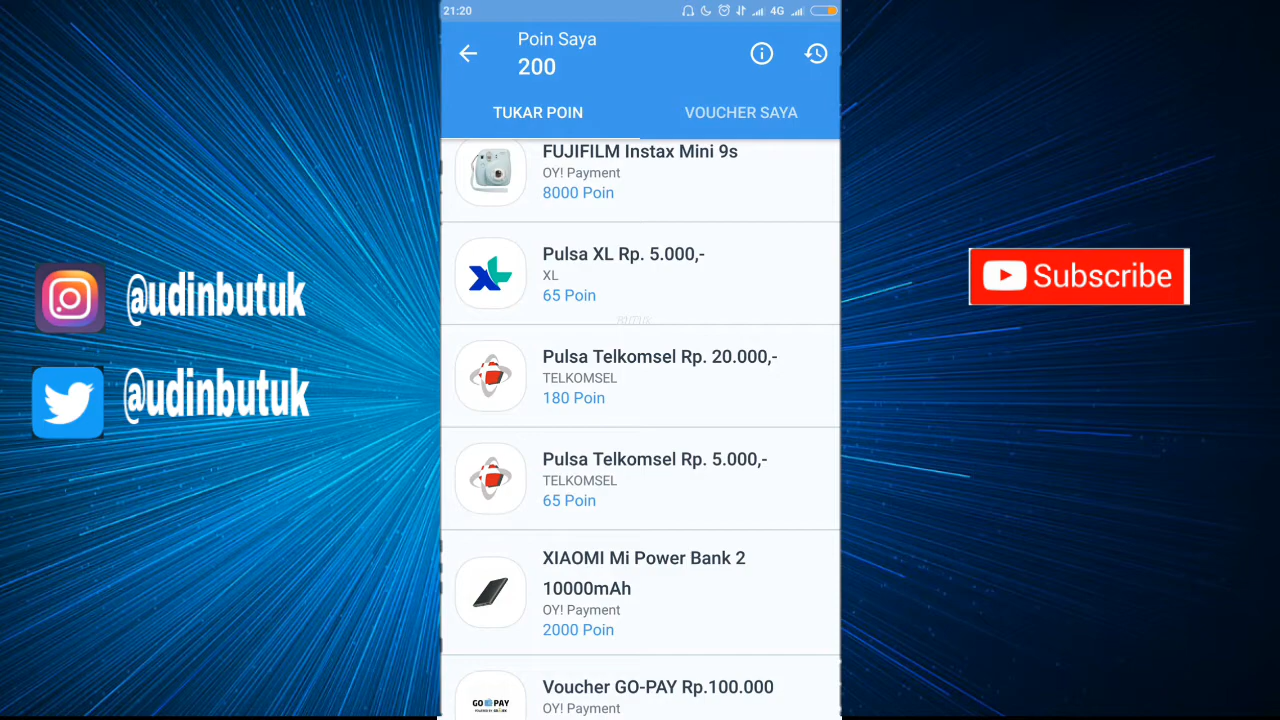 21:20
4G
Poin Saya
200
TUKAR POIN
VOUCHER SAYA
FUJIFILM Instax Mini 9s
OY! Payment
8000 Poin
Pulsa XL Rp. 5.000,-
XL
65 Poin
Pulsa Telkomsel Rp. 20.000,-
TELKOMSEL
180 Poin
Pulsa Telkomsel Rp. 5.000,-
TELKOMSEL
65 Poin
XIAOMI Mi Power Bank 2
10000mAh
OY! Payment
2000 Poin
GO PAY
Voucher GO-PAY Rp.100.000
OY! Payment
@udinbutuk
@udinbutuk
Subscribe